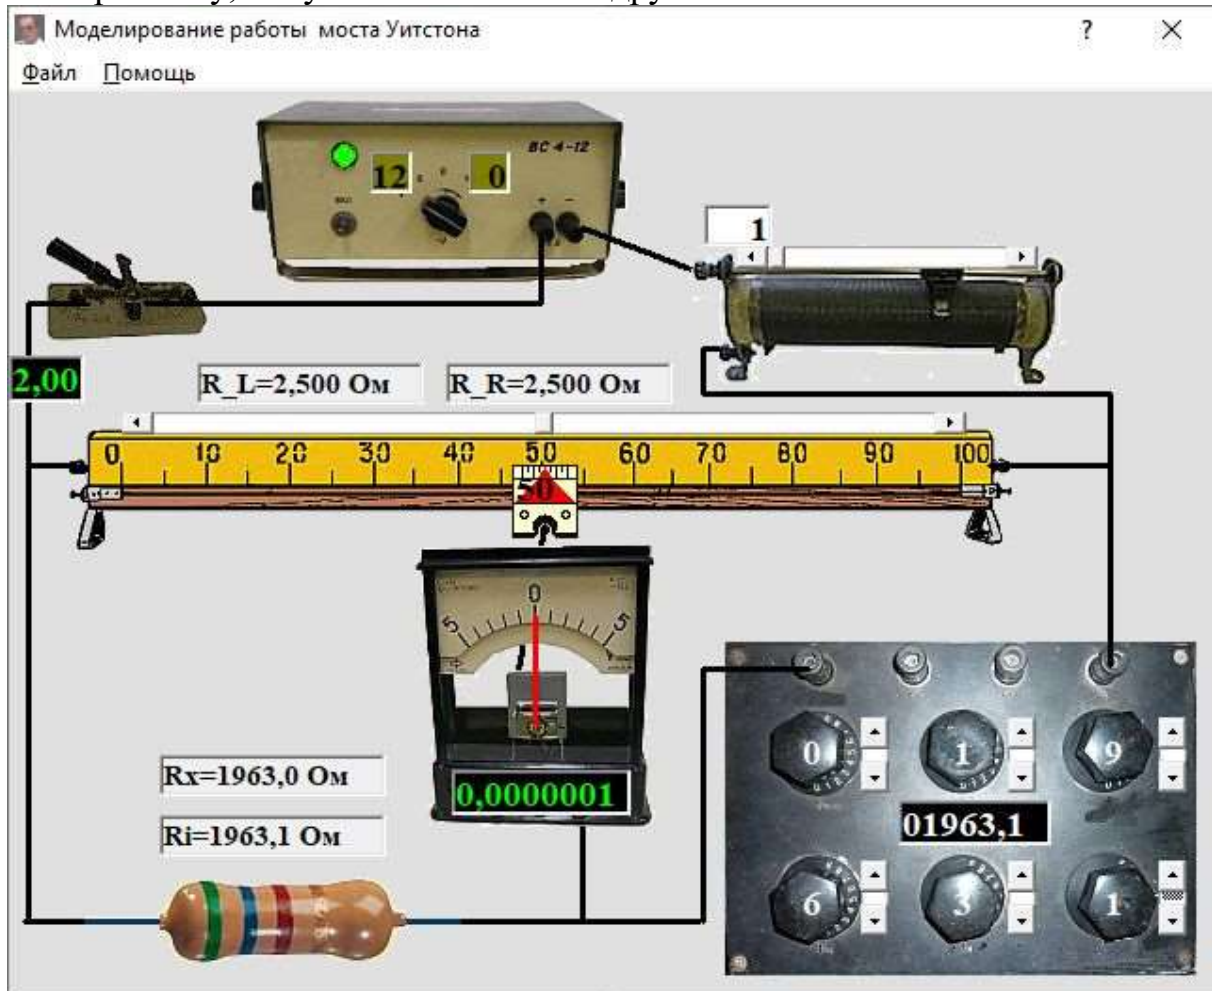 Моделирование работы моста Уитстона
? ×
Файл Помощь
ВС 4-12
12 0
+ −
1
2,00
R_L=2,500 Ом R_R=2,500 Ом
0 10 20 30 40 50 60 70 80 90 100
50
5 0 5
0,0000001
Rx=1963,0 Ом
Ri=1963,1 Ом
0 1 9
01963,1
6 3 1